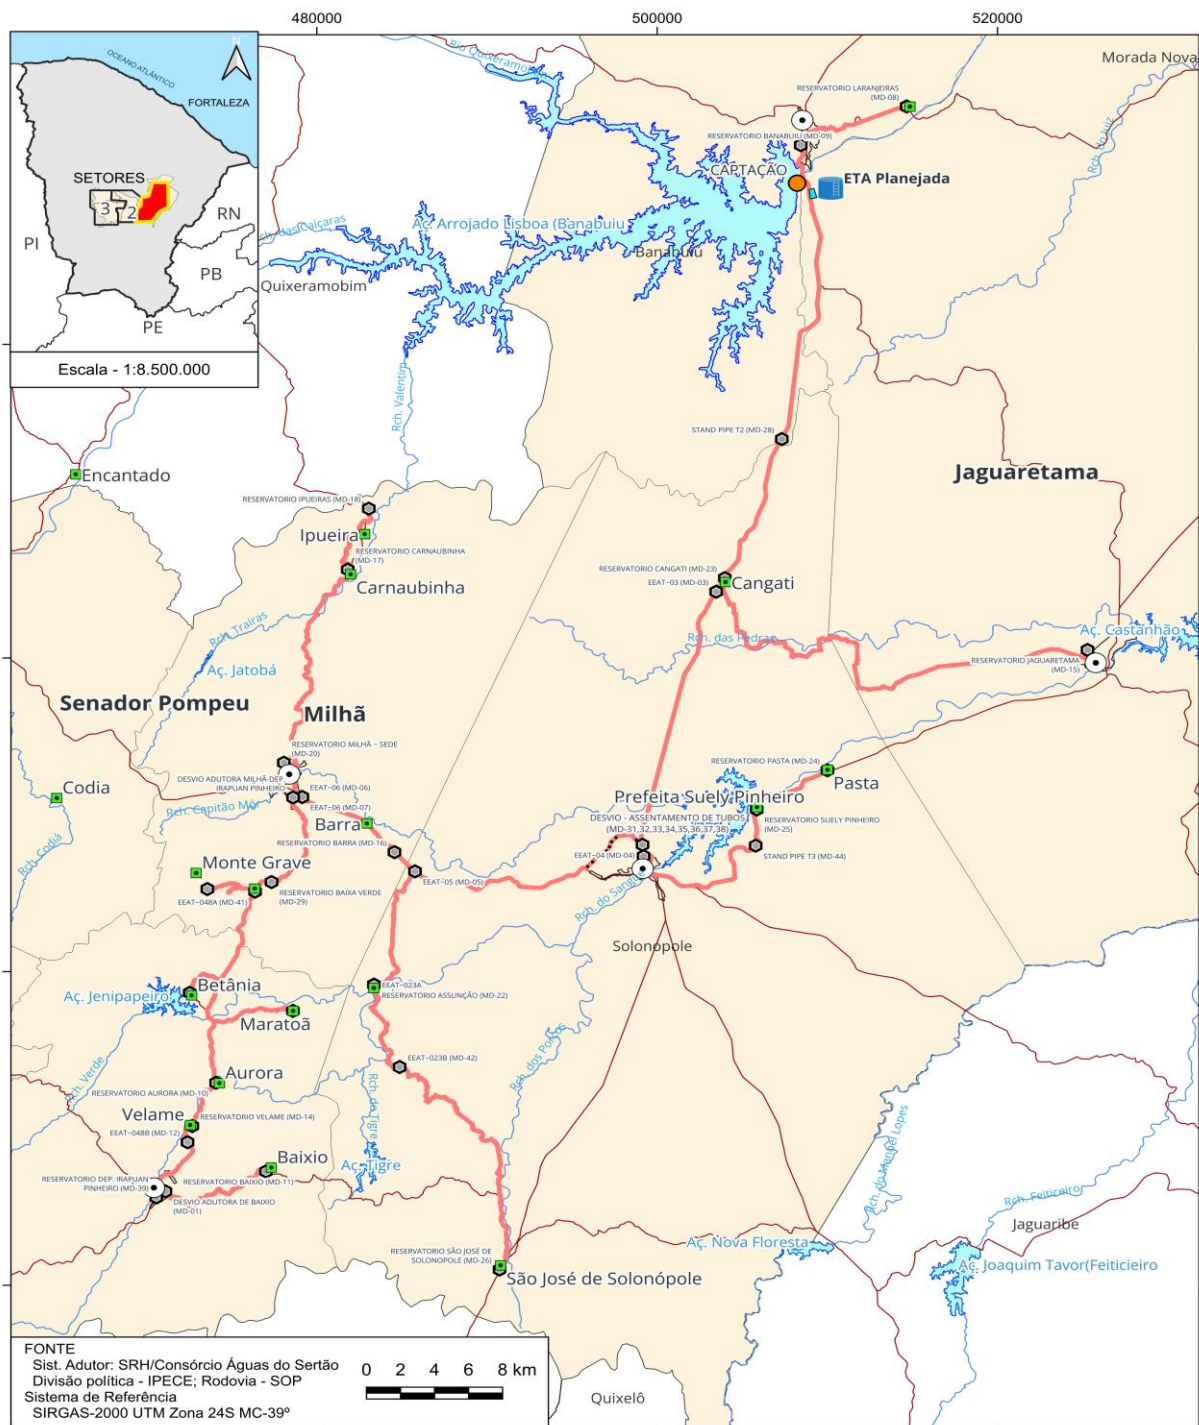 480000
500000
520000
N
OCEANO ATLÂNTICO
FORTALEZA
SETORES
3
2
RN
PI
PB
PE
Escala - 1:8.500.000
Rio Quixeramobim
Morada Nova
RESERVATORIO LARANJEIRAS
(MD-08)
RESERVATORIO BANABUIU (MD-09)
CAPTAÇÃO
ETA Planejada
Aç. Arrojado Lisboa (Banabuiu
Banabuiu
Quixeramobim
Rch. Valentim
STAND PIPE T2 (MD-28)
Jaguaretama
Encantado
RESERVATORIO IPUEIRAS (MD-18)
Ipueira
RESERVATORIO CARNAUBINHA
(MD-17)
Carnaubinha
RESERVATORIO CANGATI (MD-23)
EEAT-03 (MD-03)
Cangati
Rch. Traíras
Rch. das Pedras
Aç. Castanhão
Aç. Jatobá
RESERVATORIO JAGUARETAMA
(MD-15)
Senador Pompeu
Milhã
RESERVATORIO MILHÃ - SEDE
(MD-20)
DESVIO ADUTORA MILHÃ-DEP
IRAPUAN PINHEIRO
EEAT-06 (MD-06)
EEAT-06 (MD-07)
RESERVATORIO PASTA (MD-24)
Pasta
Codia
Rch. Capitão Mór
Barra
Prefeita Suely Pinheiro
DESVIO - ASSENTAMENTO DE TUBOS
(MD-31,32,33,34,35,36,37,38)
RESERVATORIO SUELY PINHEIRO
(MD-25)
Rch. Codiá
RESERVATORIO BARRA (MD-16)
EEAT-04 (MD-04)
STAND PIPE T3 (MD-44)
Monte Grave
EEAT-05 (MD-05)
EEAT-048A (MD-41)
RESERVATORIO BAIXA VERDE
(MD-29)
Rch. do Sangue
Solonópole
Betânia
EEAT-023A
Aç. Jenipapeiro
RESERVATORIO ASSUNÇÃO (MD-22)
Maratoã
EEAT-023B (MD-42)
Rch. dos Poços
Rch. Verde
Aurora
RESERVATORIO AURORA (MD-10)
Rch. do Tigre
Velame
RESERVATORIO VELAME (MD-14)
EEAT-048B (MD-12)
Rch. do Manoel Lopes
Baixio
Aç. Tigre
RESERVATORIO DEP. IRAPUAN
PINHEIRO (MD-39)
RESERVATORIO BAIXIO (MD-11)
DESVIO ADUTORA DE BAIXIO
(MD-01)
Rch. Feiticeiro
Jaguaribe
Aç. Nova Floresta
RESERVATORIO SÃO JOSÉ DE
SOLONOPOLE (MD-26)
São José de Solonópole
Aç. Joaquim Tavor(Feiticieiro
FONTE
Sist. Adutor: SRH/Consórcio Águas do Sertão
Divisão política - IPECE; Rodovia - SOP
Sistema de Referência
SIRGAS-2000 UTM Zona 24S MC-39º
0 2 4 6 8 km
Quixelô